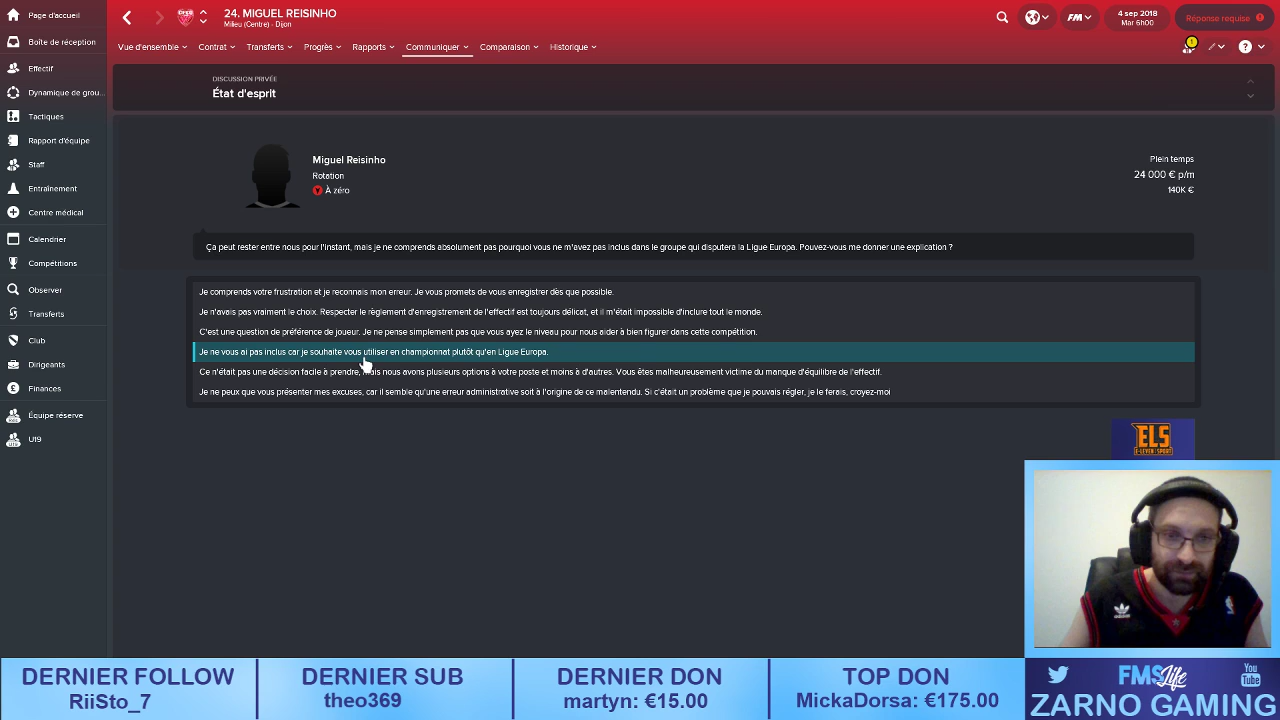 Page d'accueil
Boîte de réception
Effectif
Dynamique de grou...
Tactiques
Rapport d'équipe
Staff
Entraînement
Centre médical
Calendrier
Compétitions
Observer
Transferts
Club
Dirigeants
Finances
Équipe réserve
U19
24. MIGUEL REISINHO
Milieu (Centre) - Dijon
FM
4 sep 2018
Mar 6h00
Réponse requise
Vue d'ensemble
Contrat
Transferts
Progrès
Rapports
Communiquer
Comparaison
Historique
DISCUSSION PRIVÉE
État d'esprit
Miguel Reisinho
Rotation
À zéro
Plein temps
24 000 € p/m
140K €
Ça peut rester entre nous pour l'instant, mais je ne comprends absolument pas pourquoi vous ne m'avez pas inclus dans le groupe qui disputera la Ligue Europa. Pouvez-vous me donner une explication ?
Je comprends votre frustration et je reconnais mon erreur. Je vous promets de vous enregistrer dès que possible.
Je n'avais pas vraiment le choix. Respecter le règlement d'enregistrement de l'effectif est toujours délicat, et il m'était impossible d'inclure tout le monde.
C'est une question de préférence de joueur. Je ne pense simplement pas que vous ayez le niveau pour nous aider à bien figurer dans cette compétition.
Je ne vous ai pas inclus car je souhaite vous utiliser en championnat plutôt qu'en Ligue Europa.
Ce n'était pas une décision facile à prendre, mais nous avons plusieurs options à votre poste et moins à d'autres. Vous êtes malheureusement victime du manque d'équilibre de l'effectif.
Je ne peux que vous présenter mes excuses, car il semble qu'une erreur administrative soit à l'origine de ce malentendu. Si c'était un problème que je pouvais régler, je le ferais, croyez-moi
ELS
E-LEVEN | SPORT
DERNIER FOLLOW
RiiSto_7
DERNIER SUB
theo369
DERNIER DON
martyn: €15.00
TOP DON
MickaDorsa: €175.00
FMSLife
You
Tube
ZARNO GAMING